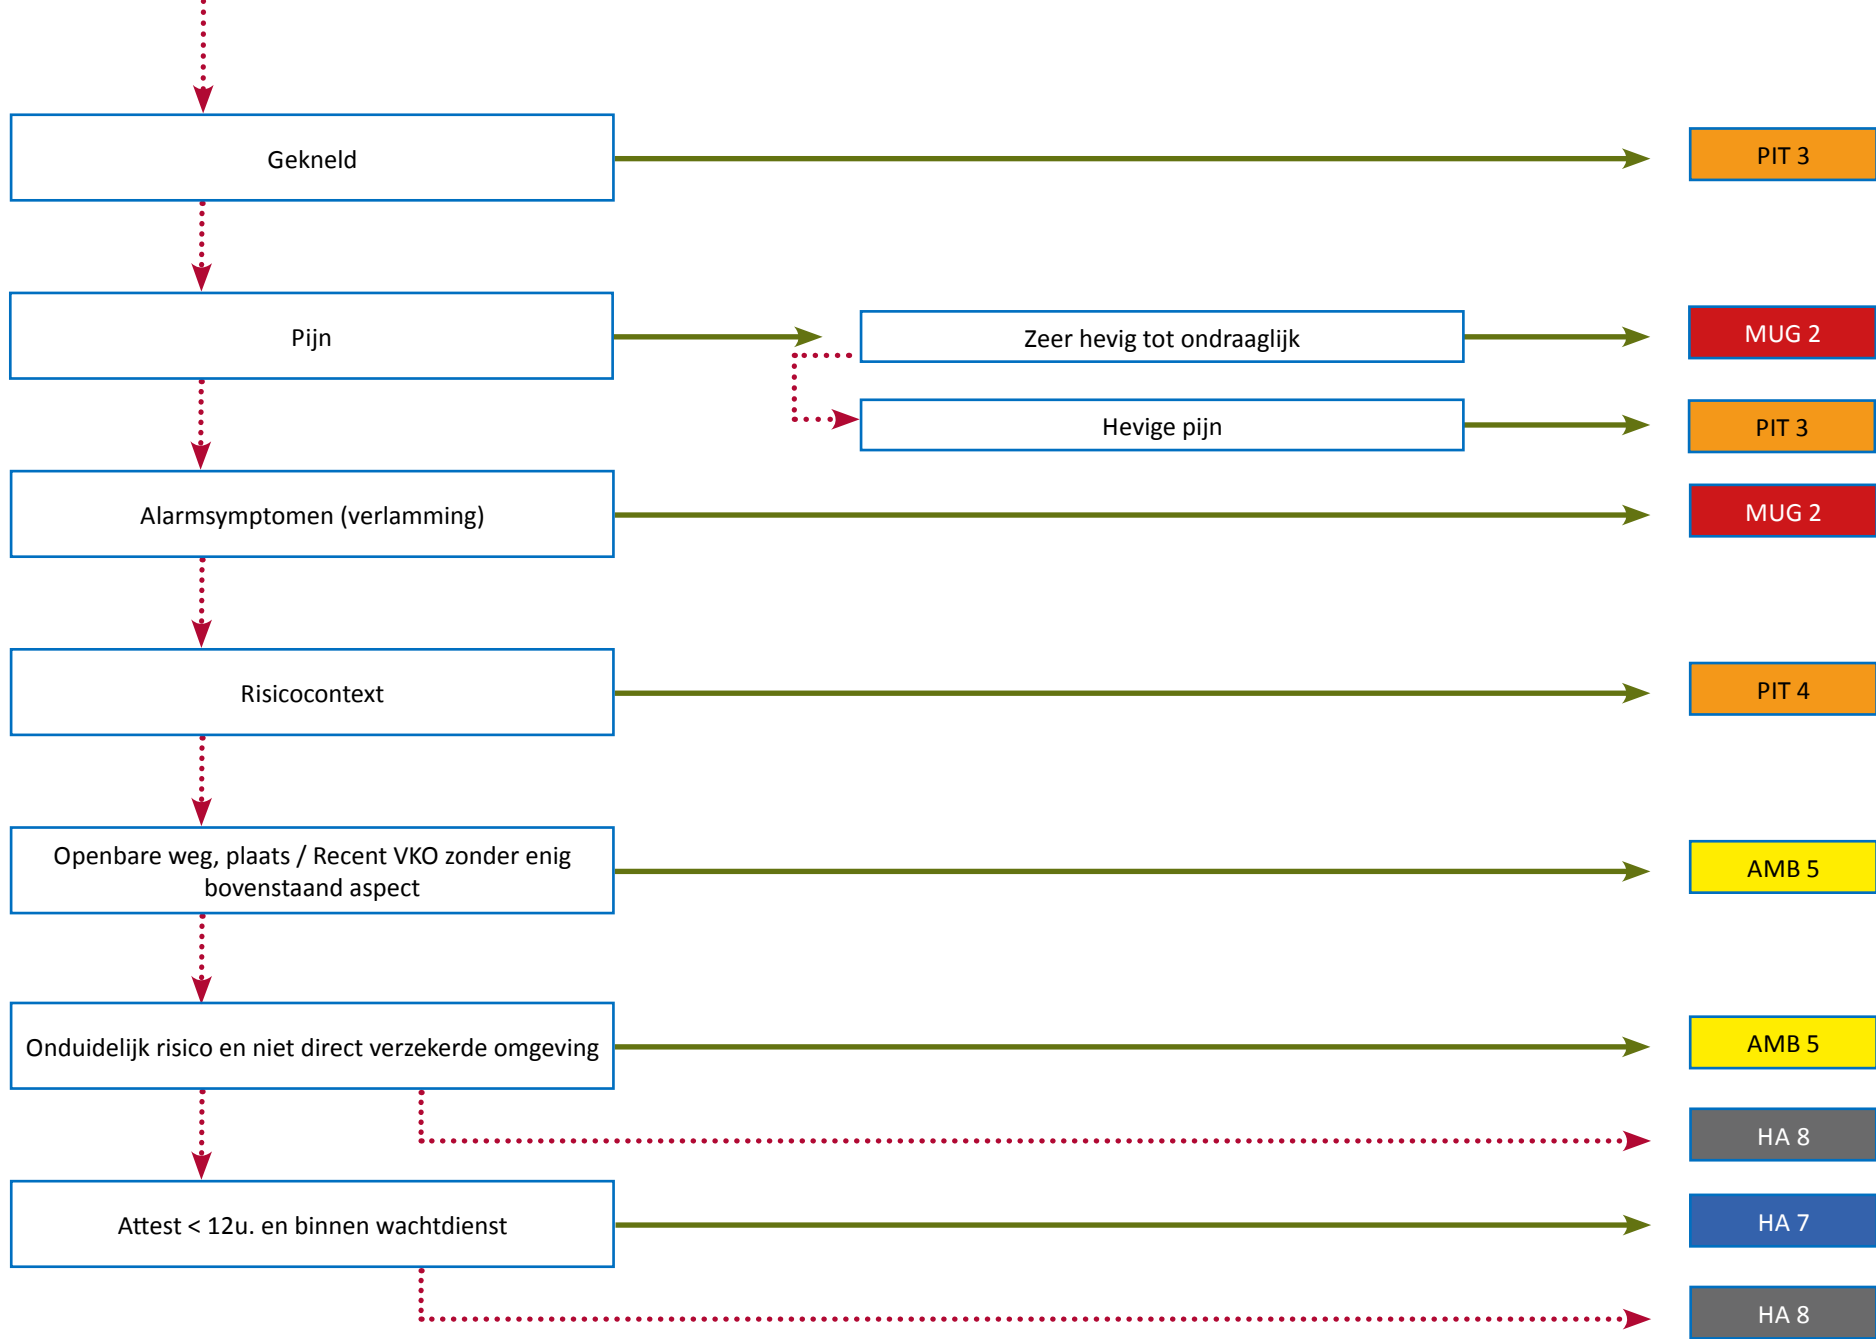 Gekneld
PIT 3
Pijn
Zeer hevig tot ondraaglijk
MUG 2
Hevige pijn
PIT 3
Alarmsymptomen (verlamming)
MUG 2
Risicocontext
PIT 4
Openbare weg, plaats / Recent VKO zonder enig
bovenstaand aspect
AMB 5
Onduidelijk risico en niet direct verzekerde omgeving
AMB 5
HA 8
Attest < 12u. en binnen wachtdienst
HA 7
HA 8